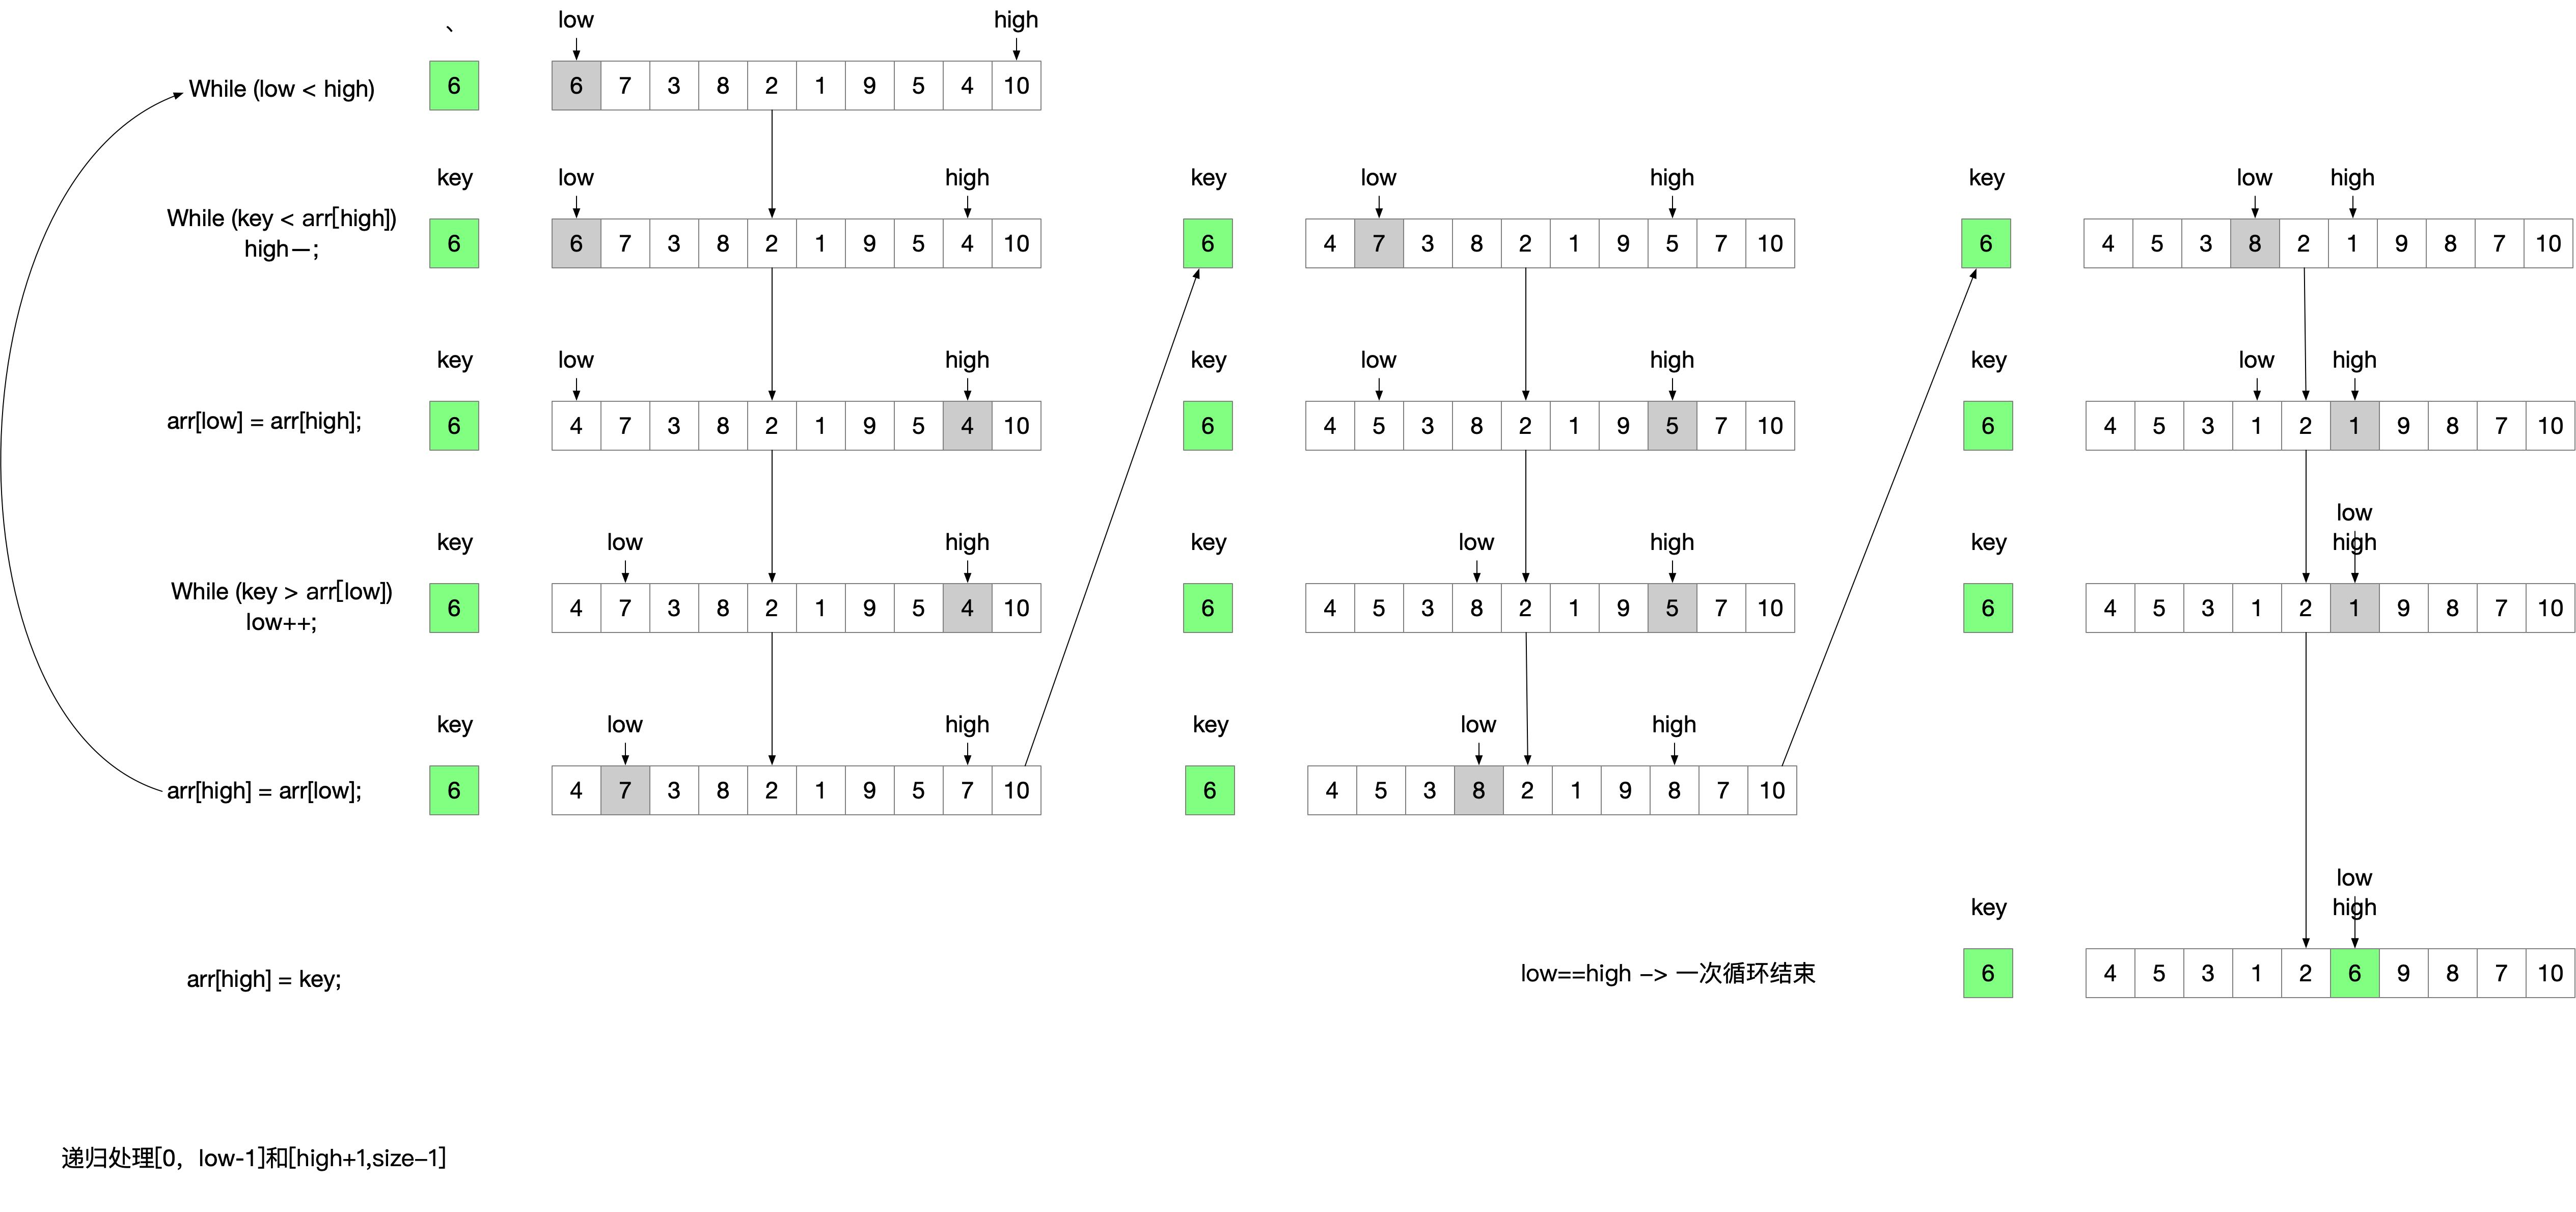 、
low high
While (low < high) 6 6 7 3 8 2 1 9 5 4 10
key low high key low high key low high
While (key < arr[high])
high—;
6 6 7 3 8 2 1 9 5 4 10 6 4 7 3 8 2 1 9 5 7 10 6 4 5 3 8 2 1 9 8 7 10
key low high key low high key low high
arr[low] = arr[high]; 6 4 7 3 8 2 1 9 5 4 10 6 4 5 3 8 2 1 9 5 7 10 6 4 5 3 1 2 1 9 8 7 10
low
key low high key low high key high
While (key > arr[low])
low++;
6 4 7 3 8 2 1 9 5 4 10 6 4 5 3 8 2 1 9 5 7 10 6 4 5 3 1 2 1 9 8 7 10
key low high key low high
arr[high] = arr[low]; 6 4 7 3 8 2 1 9 5 7 10 6 4 5 3 8 2 1 9 8 7 10
low
key high
arr[high] = key; low==high -> 一次循环结束 6 4 5 3 1 2 6 9 8 7 10
递归处理[0，low-1]和[high+1,size-1]